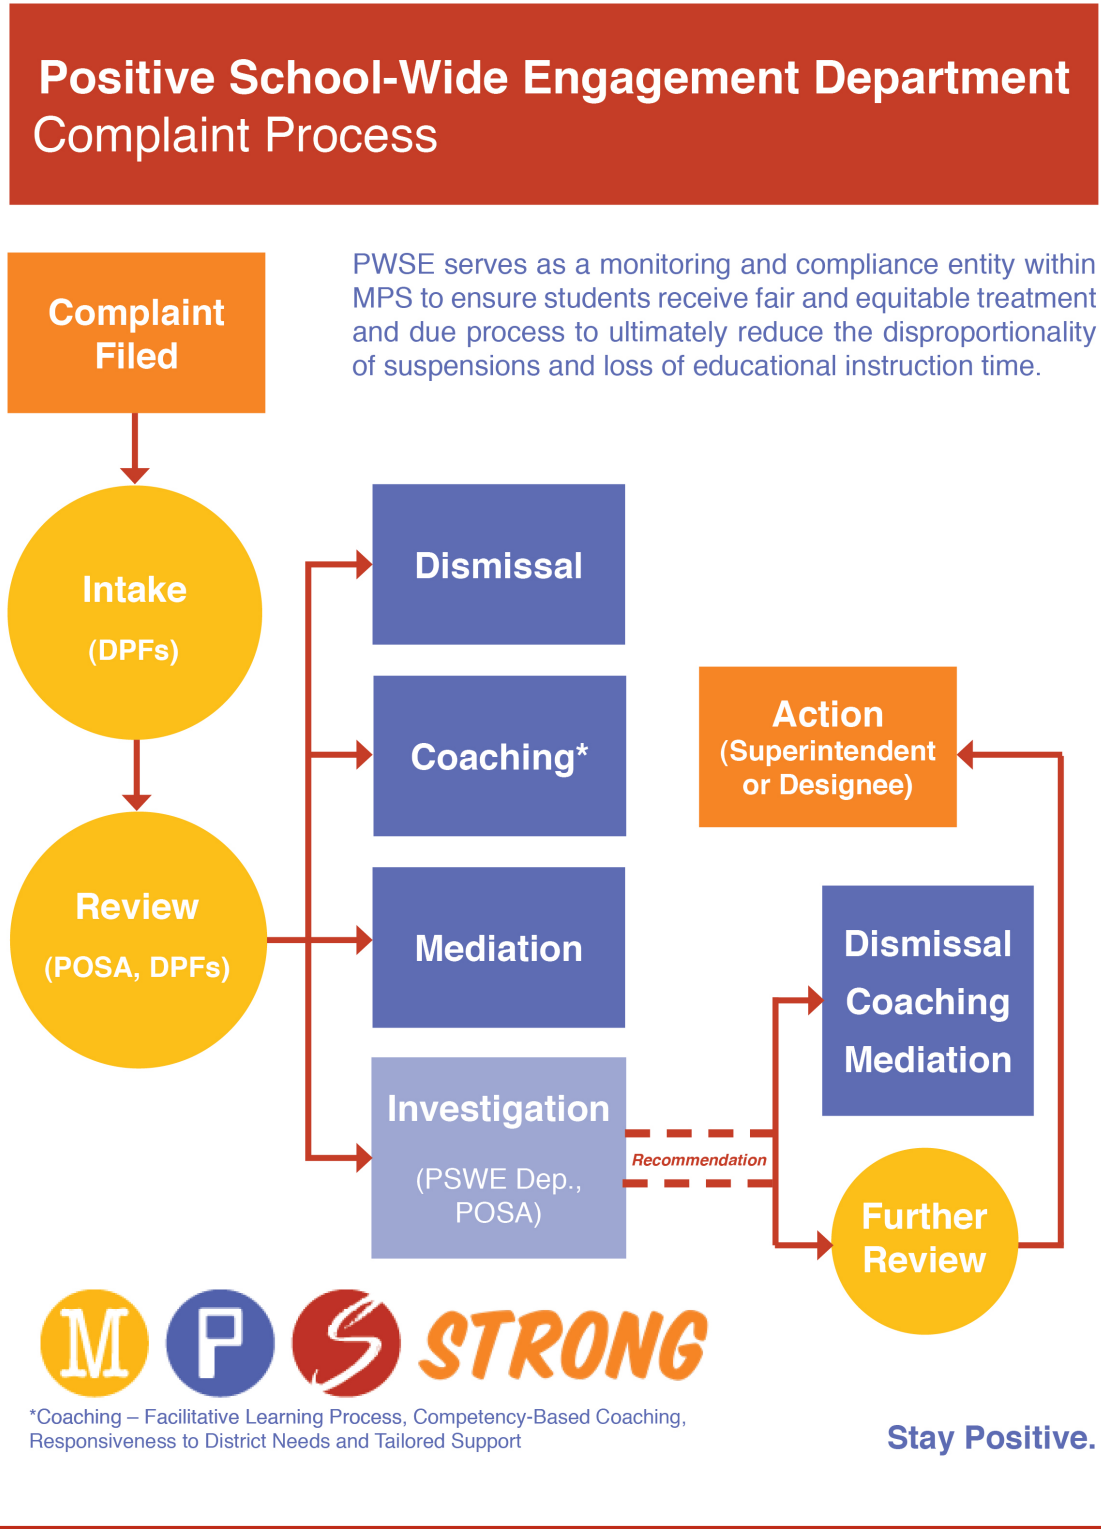 Positive School-Wide Engagement Department
Complaint Process
PWSE serves as a monitoring and compliance entity within
MPS to ensure students receive fair and equitable treatment
and due process to ultimately reduce the disproportionality
of suspensions and loss of educational instruction time.
Complaint
Filed
Intake
(DPFs)
Review
(POSA, DPFs)
Dismissal
Coaching*
Mediation
Investigation
(PSWE Dep.,
POSA)
Recommendation
Dismissal
Coaching
Mediation
Further
Review
Action
(Superintendent
or Designee)
M P S STRONG
*Coaching – Facilitative Learning Process, Competency-Based Coaching,
Responsiveness to District Needs and Tailored Support
Stay Positive.